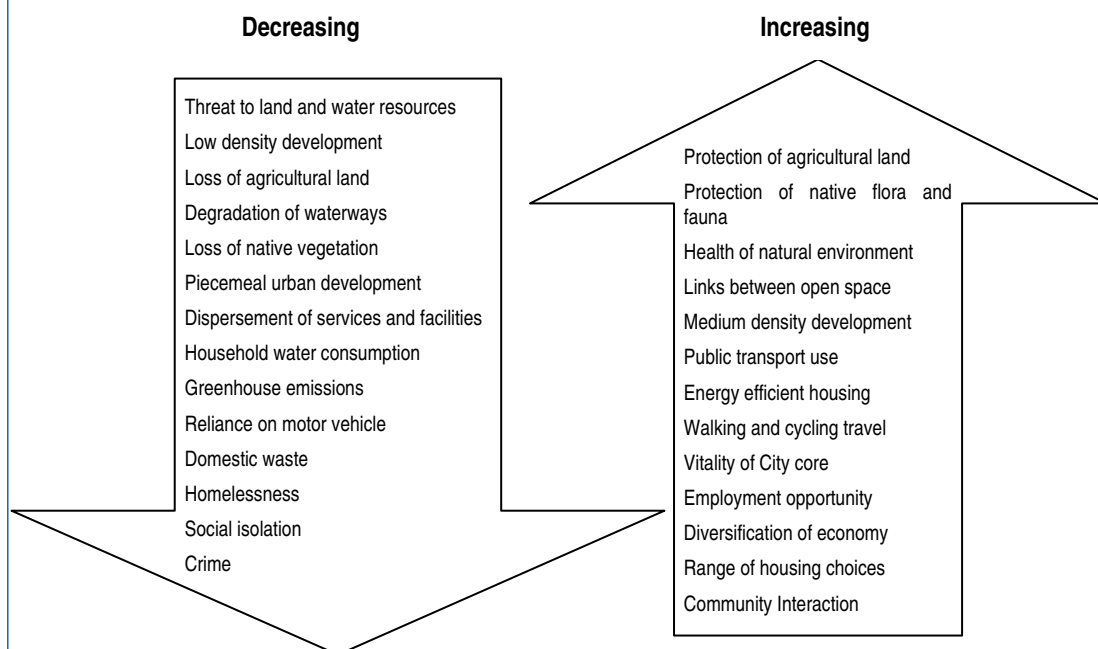 Decreasing
Threat to land and water resources
Low density development
Loss of agricultural land
Degradation of waterways
Loss of native vegetation
Piecemeal urban development
Dispersement of services and facilities
Household water consumption
Greenhouse emissions
Reliance on motor vehicle
Domestic waste
Homelessness
Social isolation
Crime
Increasing
Protection of agricultural land
Protection of native flora and
fauna
Health of natural environment
Links between open space
Medium density development
Public transport use
Energy efficient housing
Walking and cycling travel
Vitality of City core
Employment opportunity
Diversification of economy
Range of housing choices
Community Interaction